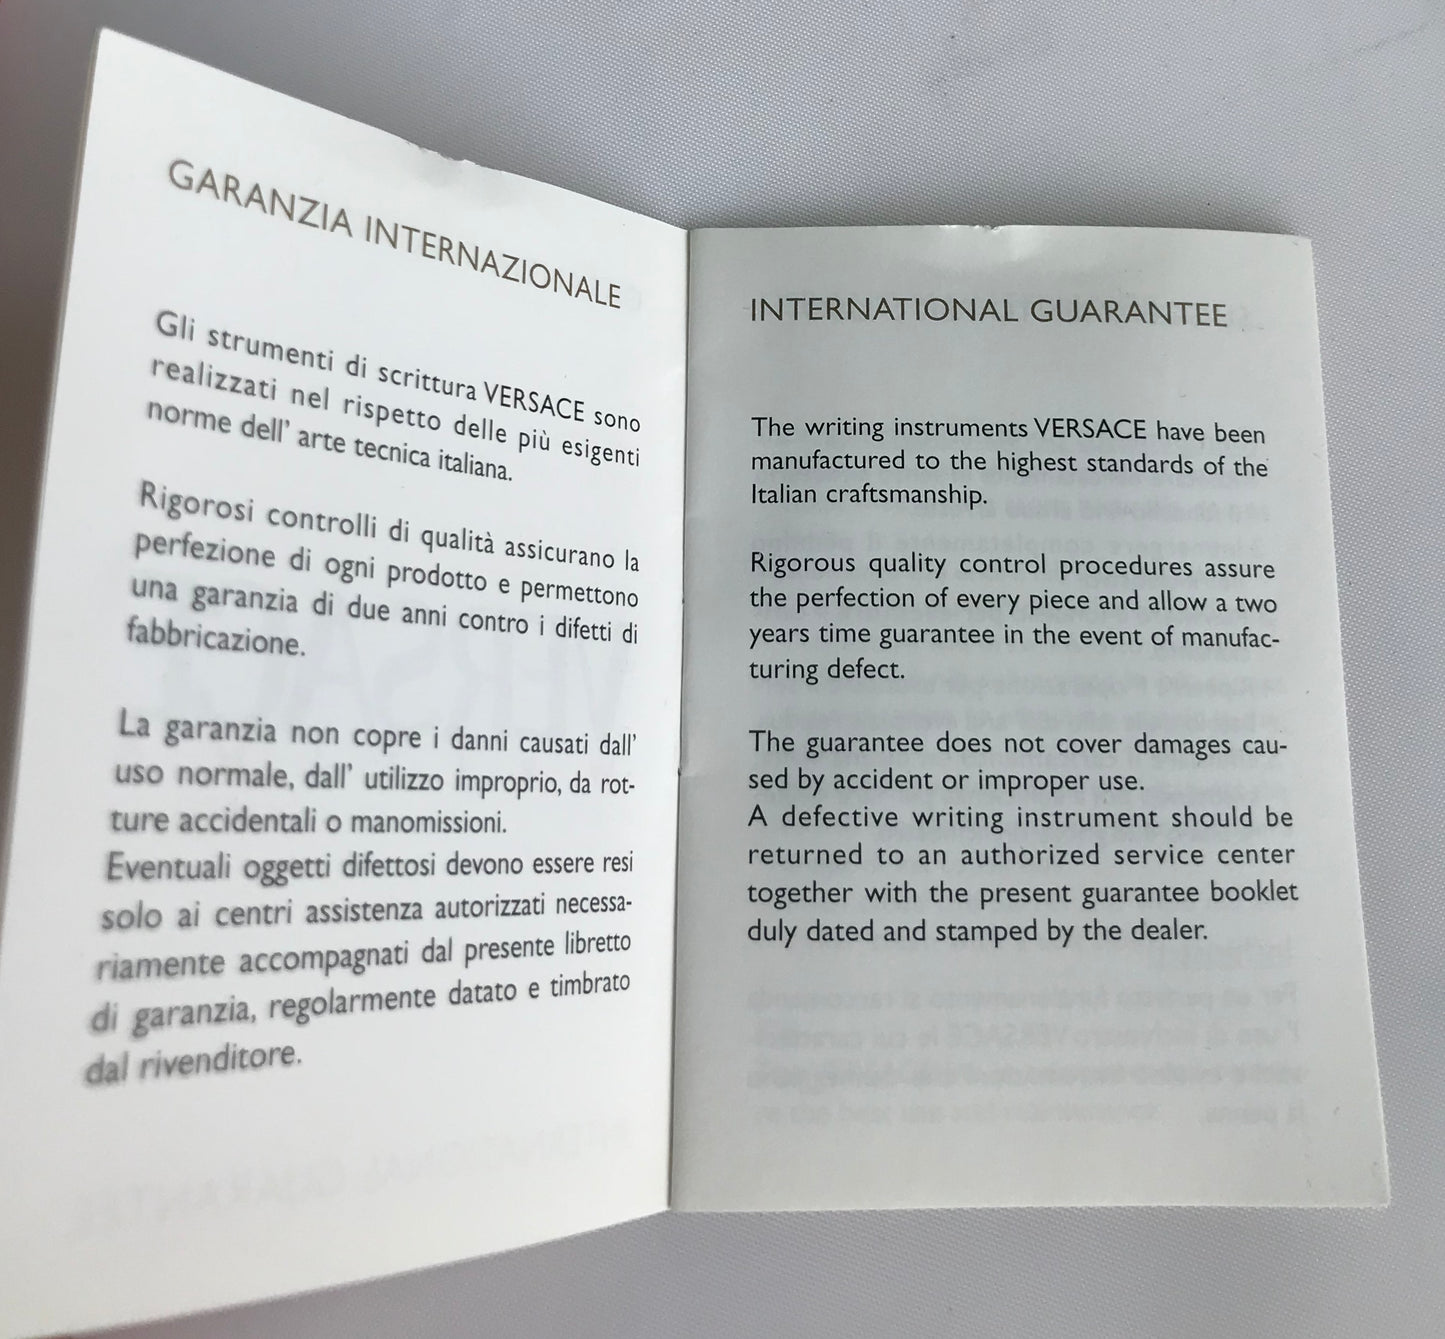 GARANZIA INTERNAZIONALE
Gli strumenti di scrittura VERSACE sono
realizzati nel rispetto delle più esigenti
norme dell' arte tecnica italiana.
Rigorosi controlli di qualità assicurano la
perfezione di ogni prodotto e permettono
una garanzia di due anni contro i difetti di
fabbricazione.
La garanzia non copre i danni causati dall'
uso normale, dall' utilizzo improprio, da rot-
ture accidentali o manomissioni.
Eventuali oggetti difettosi devono essere resi
solo ai centri assistenza autorizzati necessa-
riamente accompagnati dal presente libretto
di garanzia, regolarmente datato e timbrato
dal rivenditore.
INTERNATIONAL GUARANTEE
The writing instruments VERSACE have been
manufactured to the highest standards of the
Italian craftsmanship.
Rigorous quality control procedures assure
the perfection of every piece and allow a two
years time guarantee in the event of manufac-
turing defect.
The guarantee does not cover damages cau-
sed by accident or improper use.
A defective writing instrument should be
returned to an authorized service center
together with the present guarantee booklet
duly dated and stamped by the dealer.